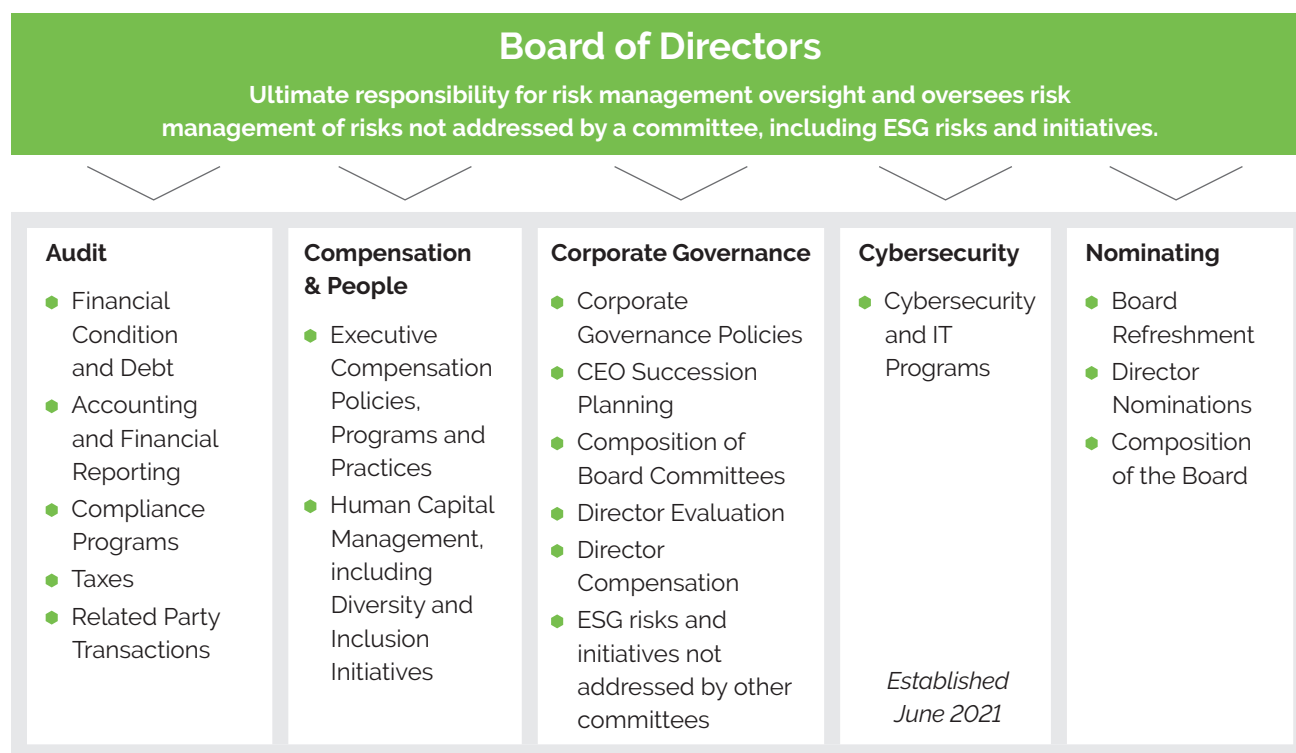 Board of Directors
Ultimate responsibility for risk management oversight and oversees risk
management of risks not addressed by a committee, including ESG risks and initiatives.
Audit
Financial
Condition
and Debt
Accounting
and Financial
Reporting
Compliance
Programs
Taxes
Related Party
Transactions
Compensation
& People
Executive
Compensation
Policies,
Programs and
Practices
Human Capital
Management,
including
Diversity and
Inclusion
Initiatives
Corporate Governance
Corporate
Governance Policies
CEO Succession
Planning
Composition of
Board Committees
Director Evaluation
Director
Compensation
ESG risks and
initiatives not
addressed by other
committees
Cybersecurity
Cybersecurity
and IT
Programs
Established
June 2021
Nominating
Board
Refreshment
Director
Nominations
Composition
of the Board